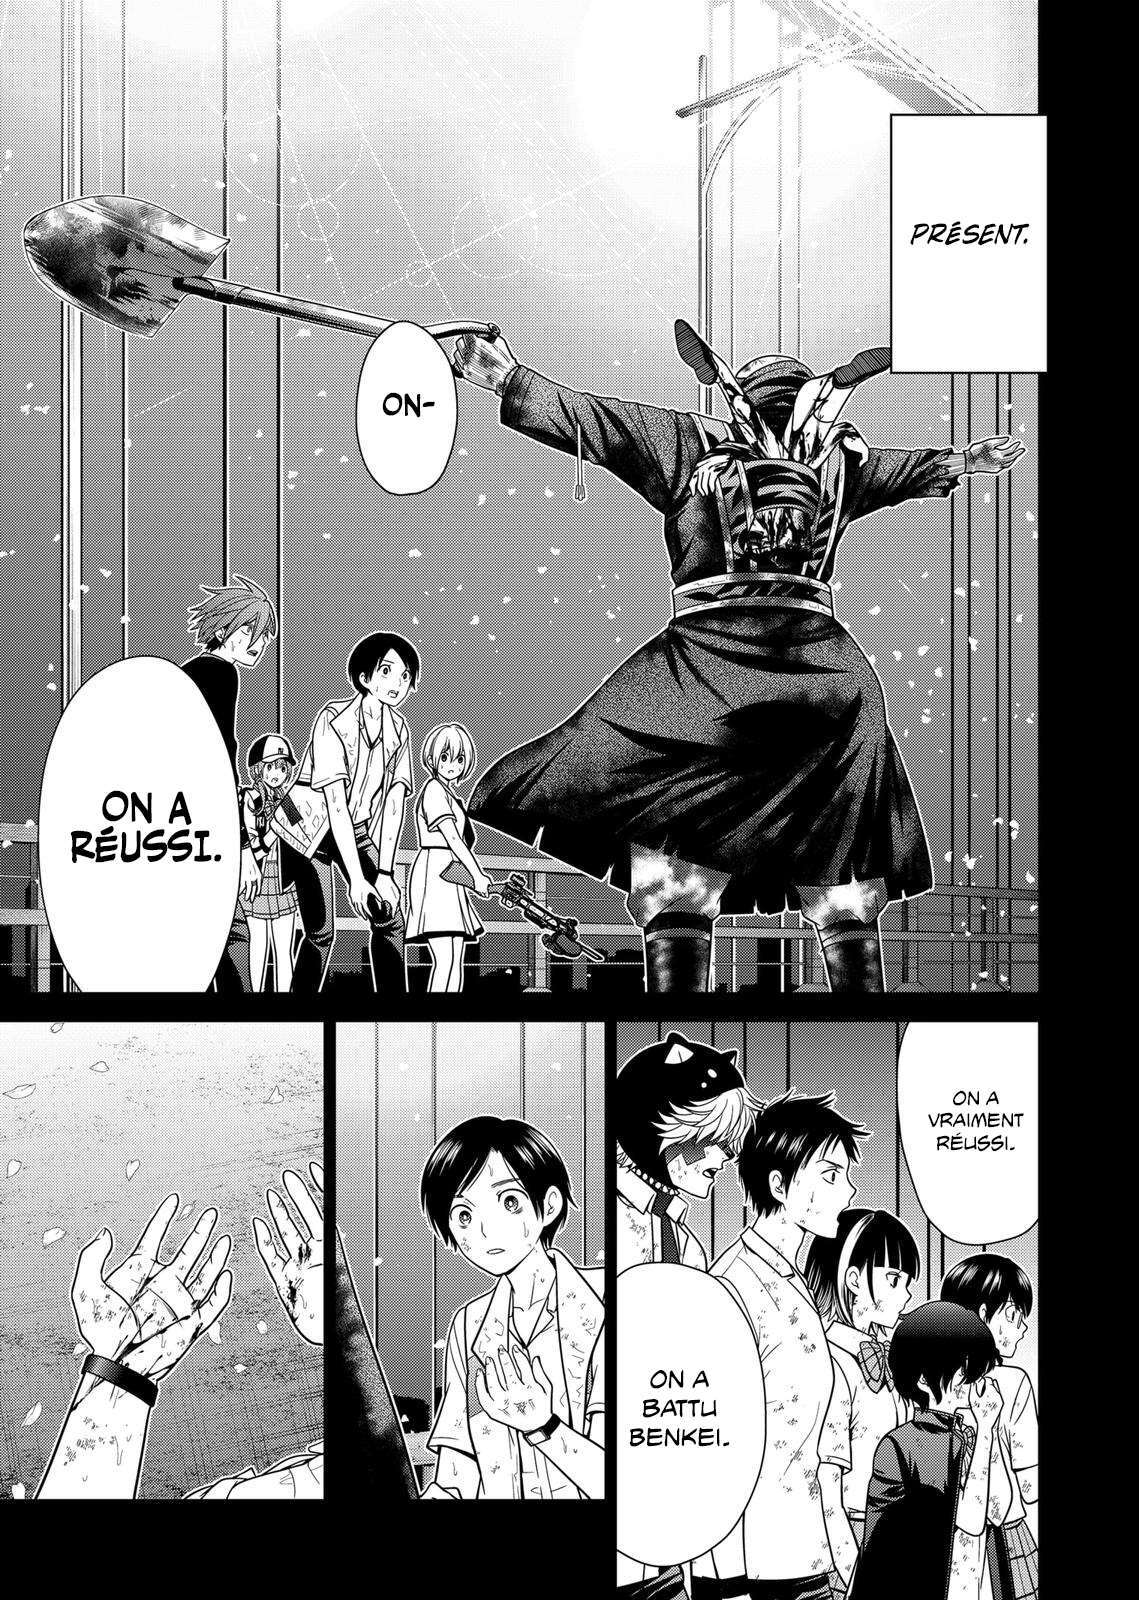 PRÉSENT.
ON-
ON A
RÉUSSI.
ON A
VRAIMENT
RÉUSSI.
ON A
BATTU
BENKEI.